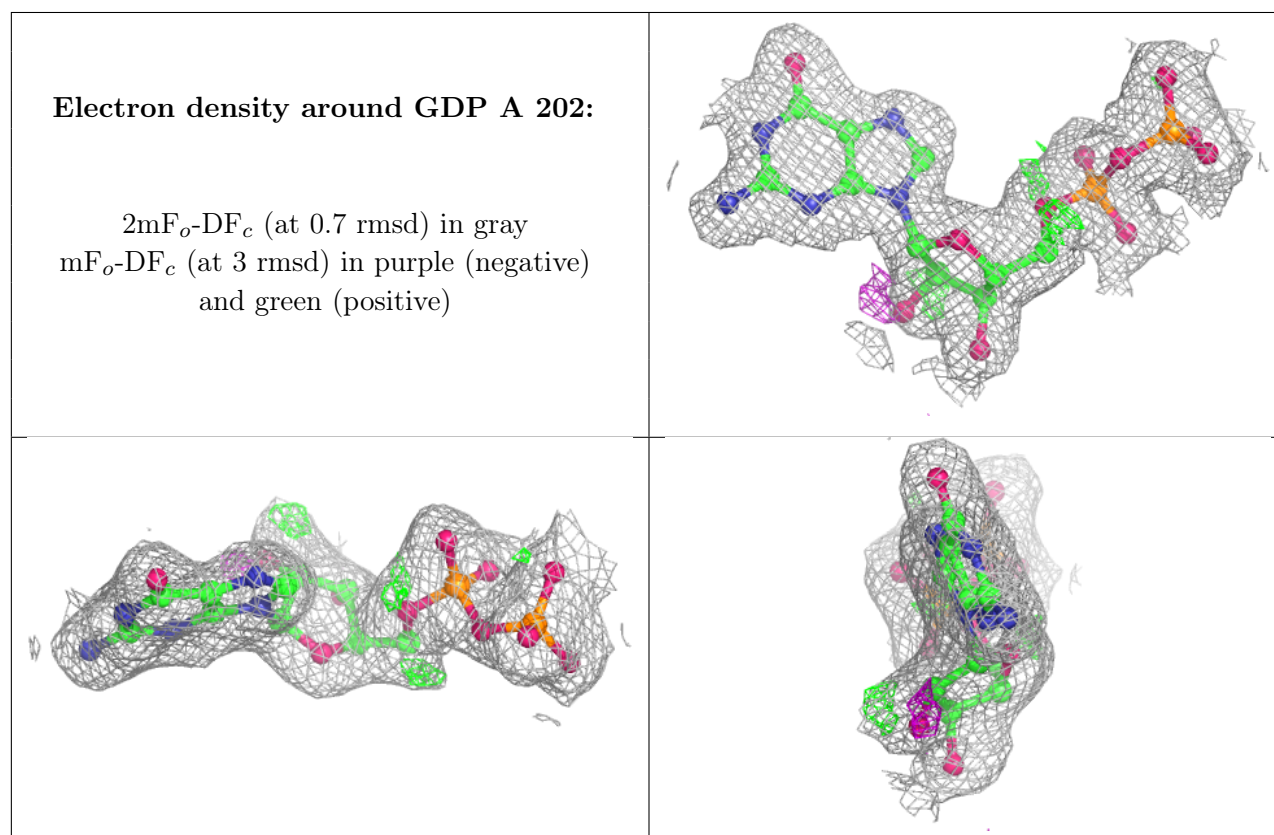 Electron density around GDP A 202:
2mFo-DFc (at 0.7 rmsd) in gray
mFo-DFc (at 3 rmsd) in purple (negative)
and green (positive)